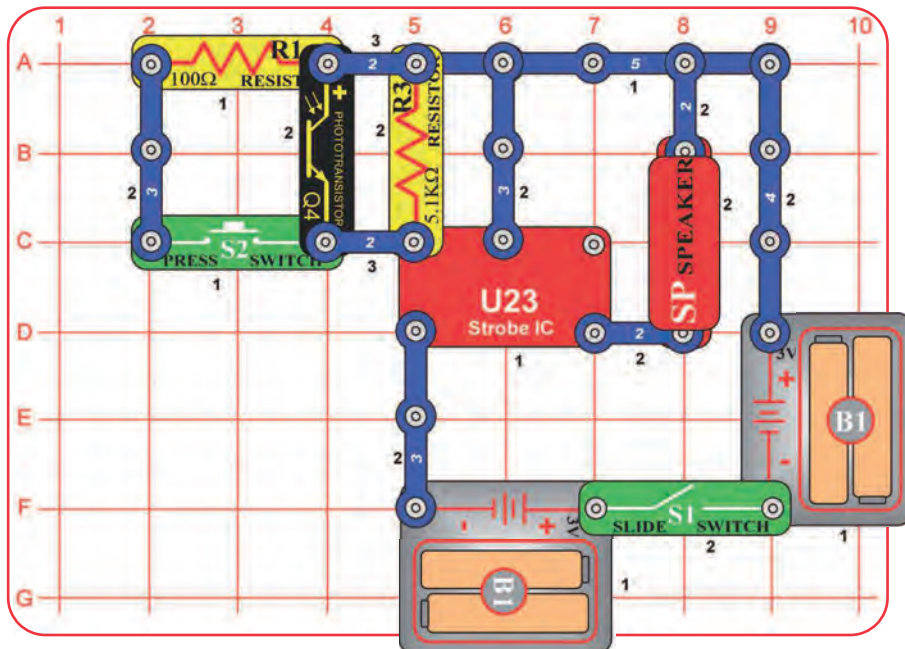 1 2 3 4 5 6 7 8 9 10
A
B
C
D
E
F
G
R1
100Ω RESIST
1
3
2
2
+
PHOTOTRANSISTOR
Q4
R3
RESISTOR
5.1KΩ
2
5
1
2
2
3
2
2
3
2
4
2
S2
PRESS SWITCH
1
2
3
SP SPEAKER
2
U23
Strobe IC
1
2
2
3V
+
-
B1
1
2
3
- +
3V
B1
1
S1
SLIDE SWITCH
2